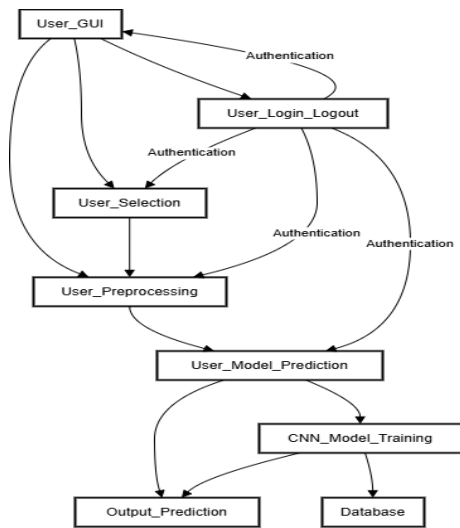 User_GUI
Authentication
User_Login_Logout
Authentication
User_Selection
Authentication
Authentication
User_Preprocessing
User_Model_Prediction
CNN_Model_Training
Output_Prediction
Database